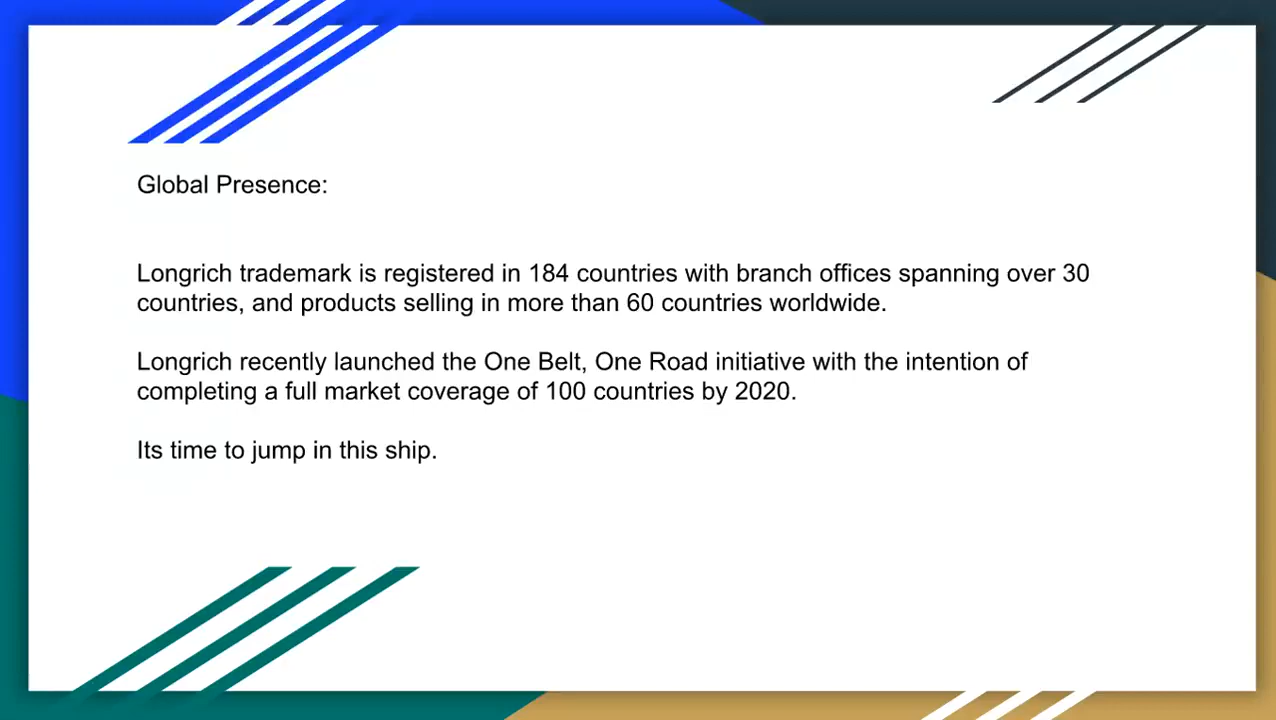 Global Presence:
Longrich trademark is registered in 184 countries with branch offices spanning over 30
countries, and products selling in more than 60 countries worldwide.
Longrich recently launched the One Belt, One Road initiative with the intention of
completing a full market coverage of 100 countries by 2020.
Its time to jump in this ship.